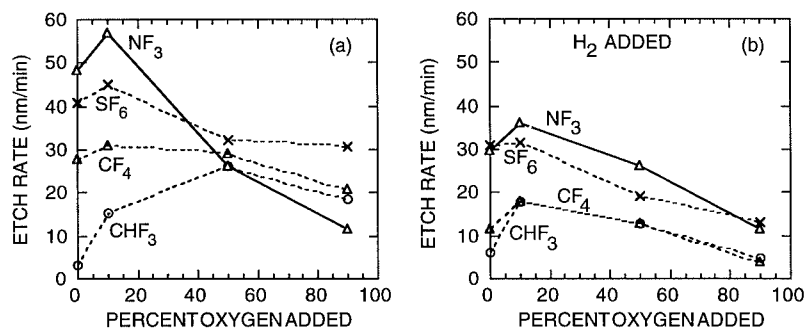 60
50
40
30
20
10
0
ETCH RATE (nm/min)
(a)
NF3
SF6
CF4
CHF3
0 20 40 60 80 100
PERCENT OXYGEN ADDED
60
50
40
30
20
10
0
ETCH RATE (nm/min)
H2 ADDED (b)
NF3
SF6
CF4
CHF3
0 20 40 60 80 100
PERCENT OXYGEN ADDED